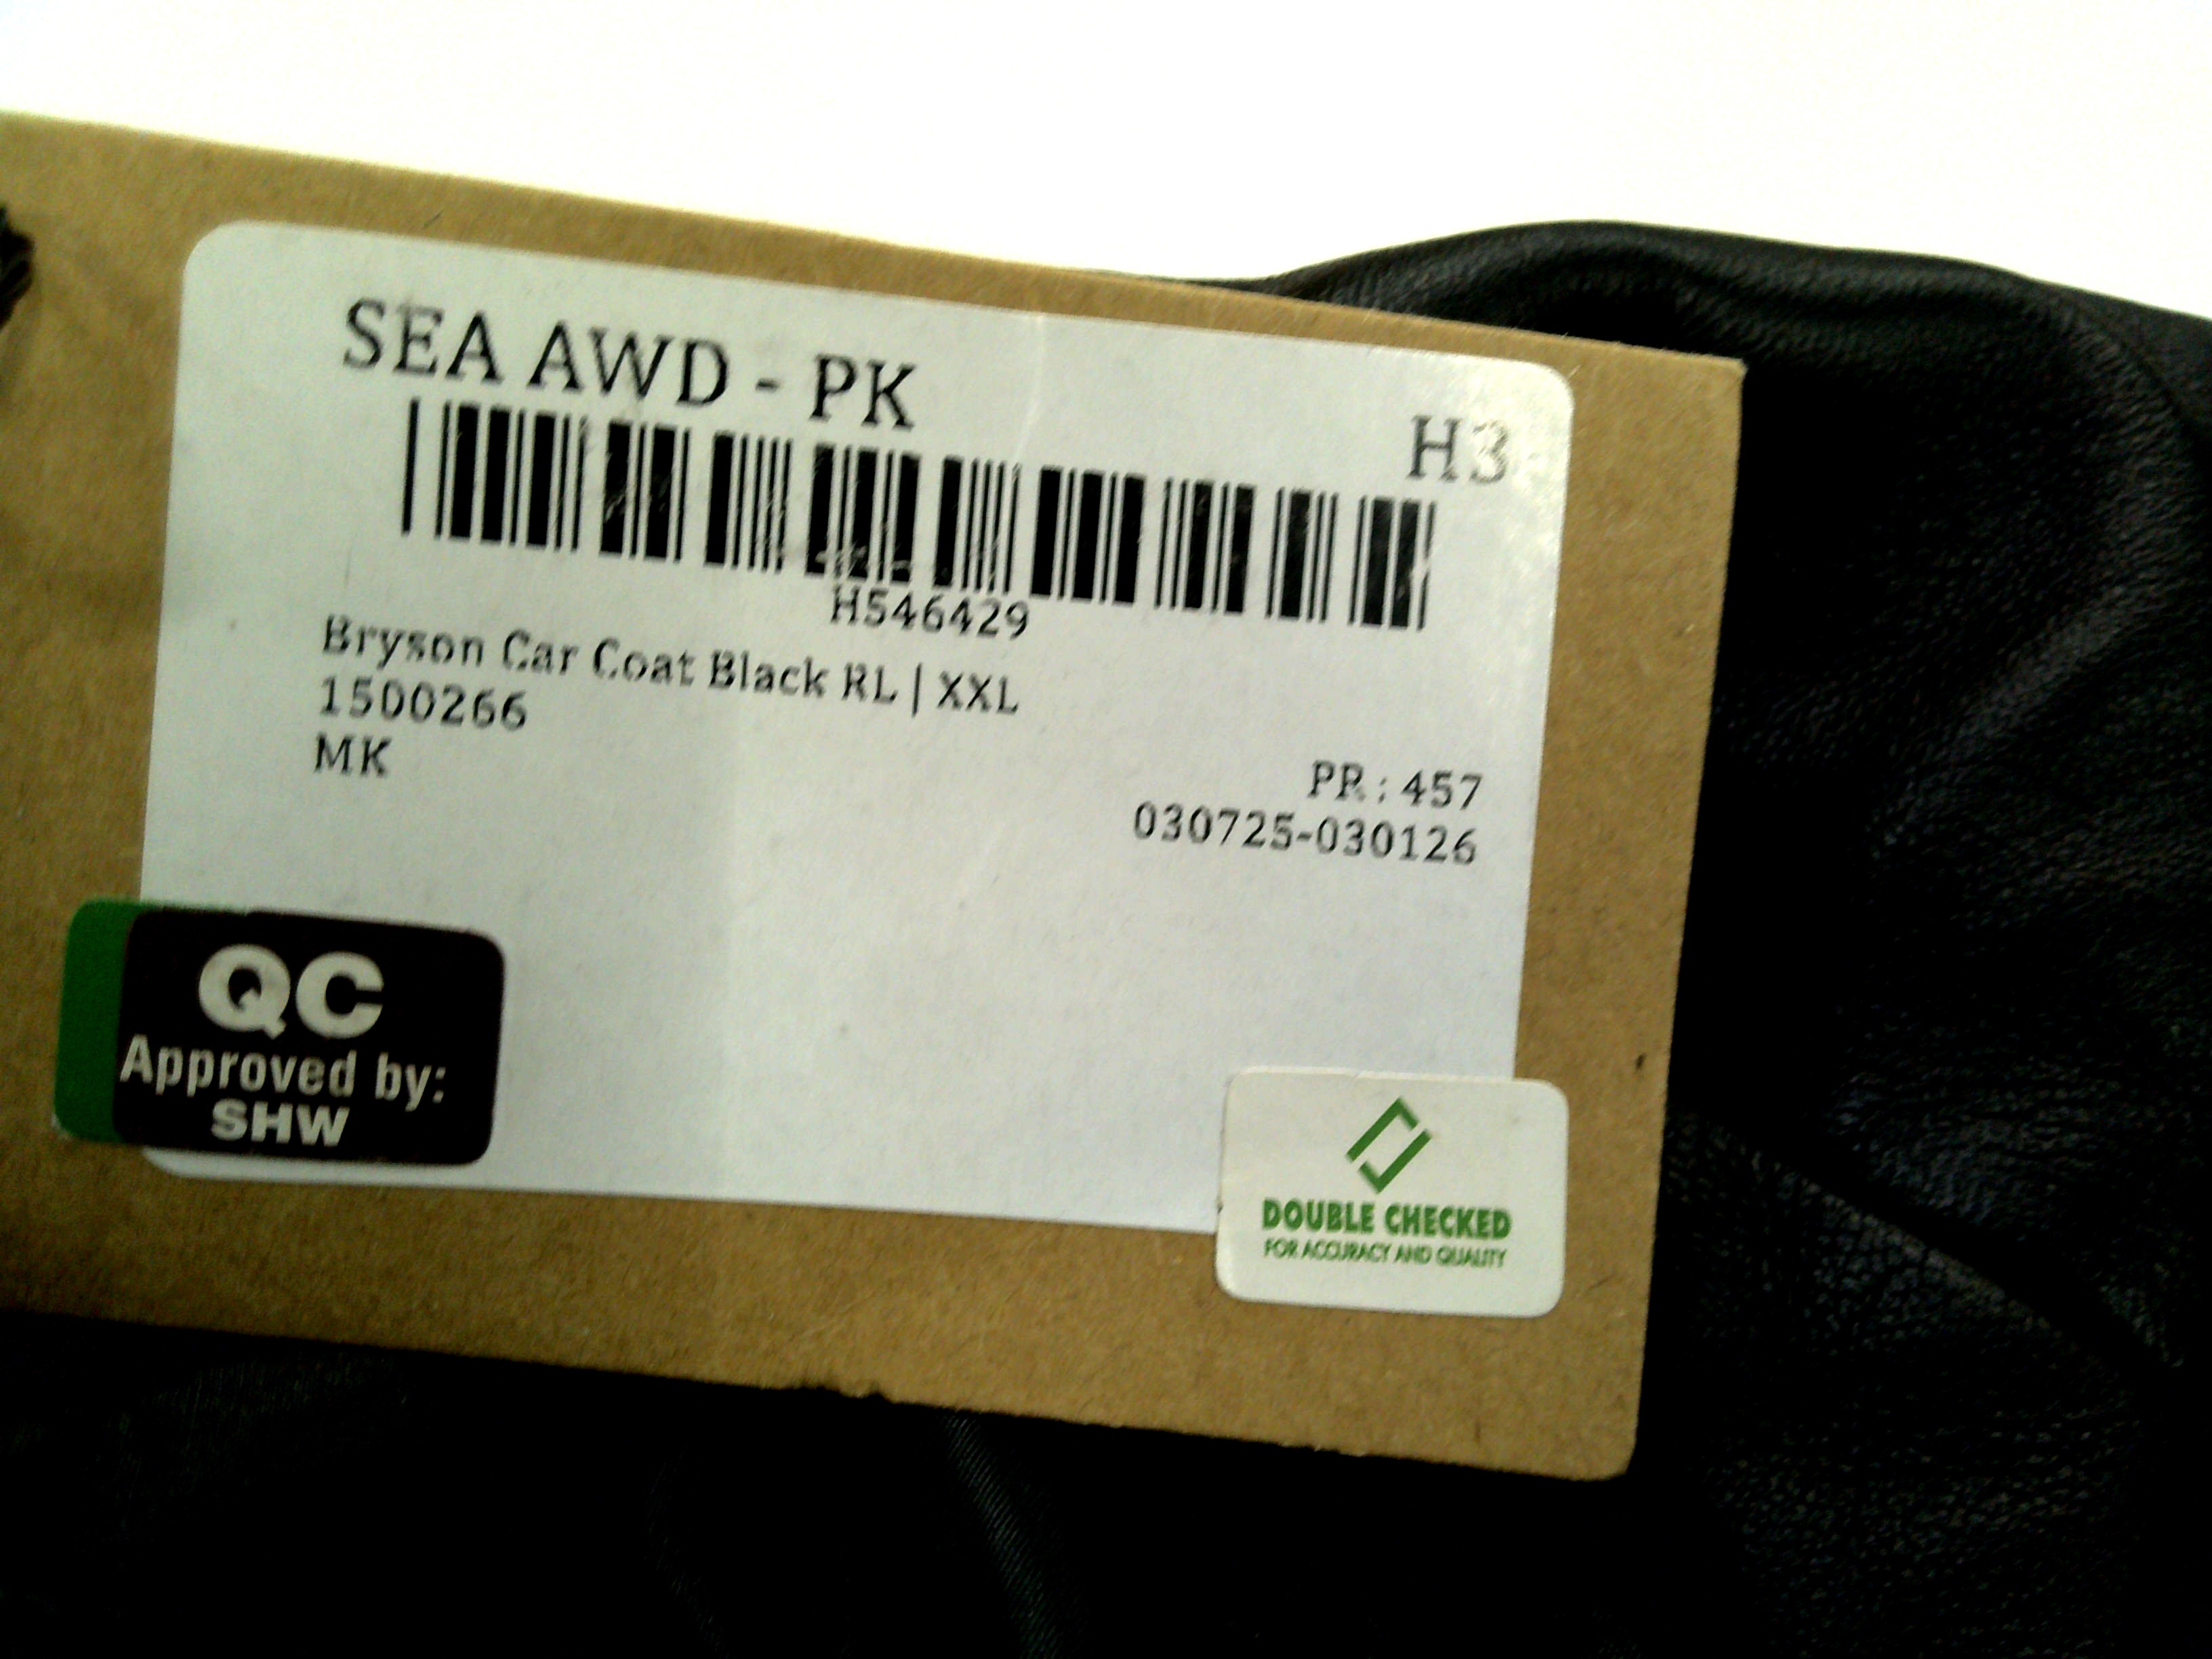 SEA AWD - PK
H3
H546429
Bryson Car Coat Black RL | XXL
1500266
MK
PR : 457
030725-030126
QC
Approved by:
SHW
DOUBLE CHECKED
FOR ACCURACY AND QUALITY